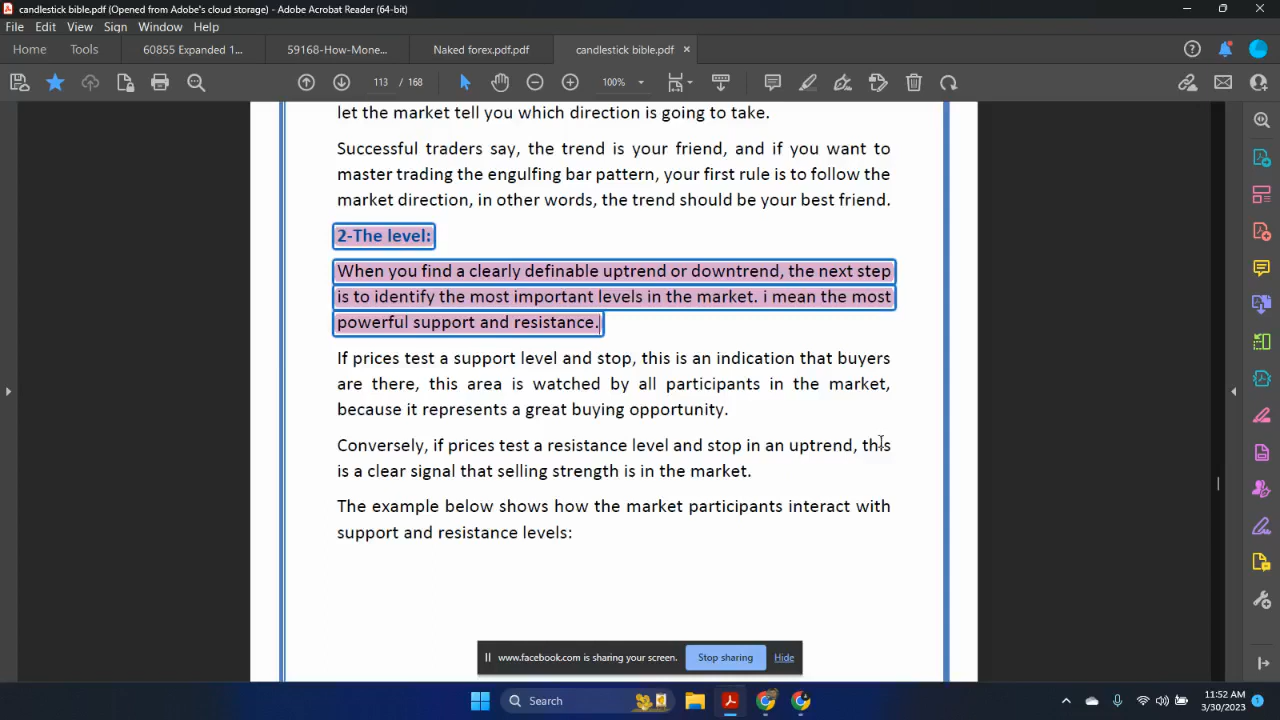 candlestick bible.pdf (Opened from Adobe's cloud storage) - Adobe Acrobat Reader (64-bit)
File Edit View Sign Window Help
Home Tools 60855 Expanded 1... 59168-How-Mone... Naked forex.pdf.pdf candlestick bible.pdf ×
113 / 168 100%
let the market tell you which direction is going to take.
Successful traders say, the trend is your friend, and if you want to
master trading the engulfing bar pattern, your first rule is to follow the
market direction, in other words, the trend should be your best friend.
2-The level:
When you find a clearly definable uptrend or downtrend, the next step
is to identify the most important levels in the market. i mean the most
powerful support and resistance.
If prices test a support level and stop, this is an indication that buyers
are there, this area is watched by all participants in the market,
because it represents a great buying opportunity.
Conversely, if prices test a resistance level and stop in an uptrend, this
is a clear signal that selling strength is in the market.
The example below shows how the market participants interact with
support and resistance levels:
www.facebook.com is sharing your screen. Stop sharing Hide
Search
11:52 AM
3/30/2023
1